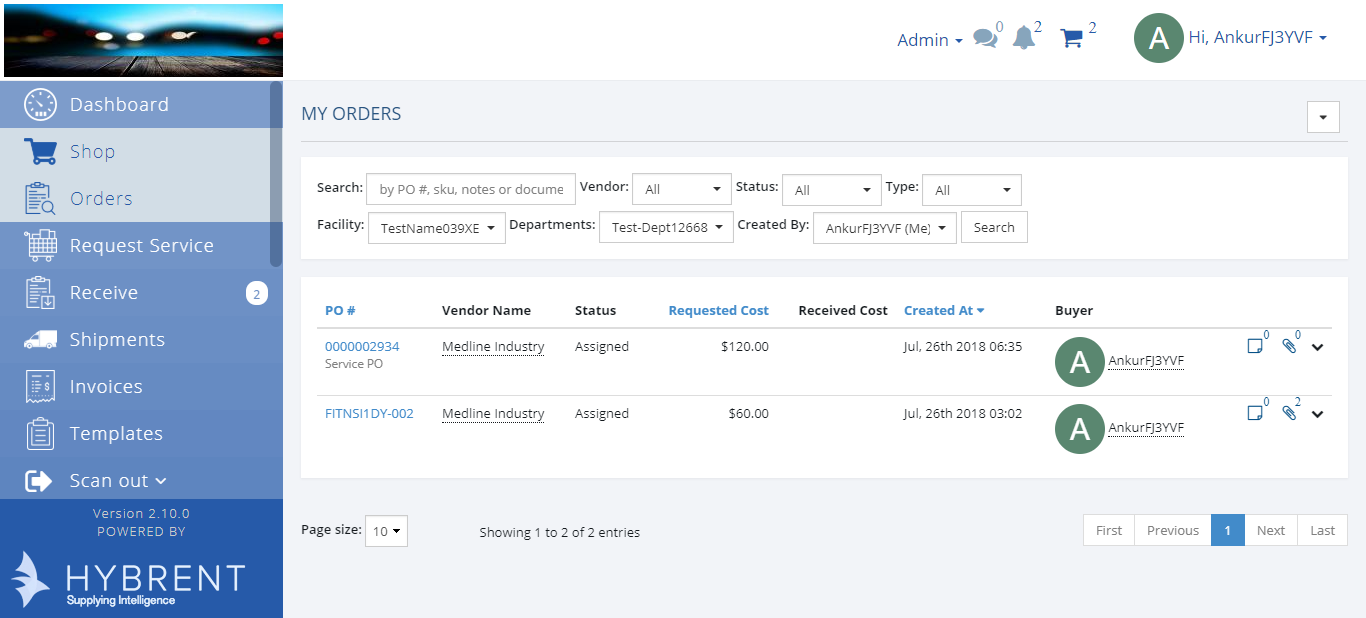 Admin 0 2 2 A Hi, AnkurFJ3YVF
Dashboard
Shop
Orders
Request Service
Receive 2
Shipments
Invoices
Templates
Scan out
Version 2.10.0
POWERED BY
HYBRENT
Supplying Intelligence
MY ORDERS
Search: by PO #, sku, notes or docume Vendor: All Status: All Type: All
Facility: TestName039XE Departments: Test-Dept12668 Created By: AnkurFJ3YVF (Me) Search
PO # Vendor Name Status Requested Cost Received Cost Created At Buyer
0000002934 Medline Industry Assigned $120.00 Jul, 26th 2018 06:35 A AnkurFJ3YVF 0 0
Service PO
FITNSI1DY-002 Medline Industry Assigned $60.00 Jul, 26th 2018 03:02 A AnkurFJ3YVF 0 2
Page size: 10 Showing 1 to 2 of 2 entries First Previous 1 Next Last